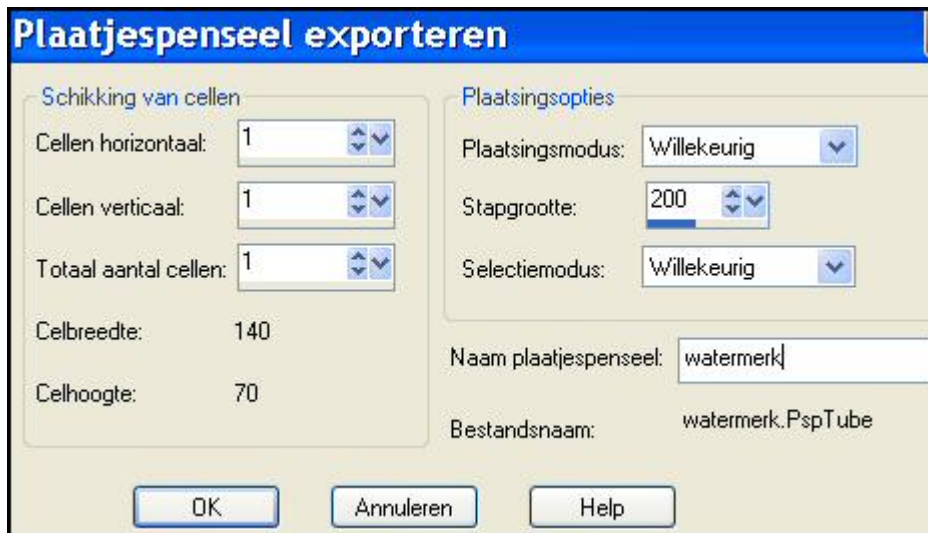 Plaatjespenseel exporteren
Schikking van cellen
Cellen horizontaal: 1
Cellen verticaal: 1
Totaal aantal cellen: 1
Celbreedte: 140
Celhoogte: 70
Plaatsingsopties
Plaatsingsmodus: Willekeurig
Stapgrootte: 200
Selectiemodus: Willekeurig
Naam plaatjespenseel: watermerk
Bestandsnaam: watermerk.PspTube
OK Annuleren Help